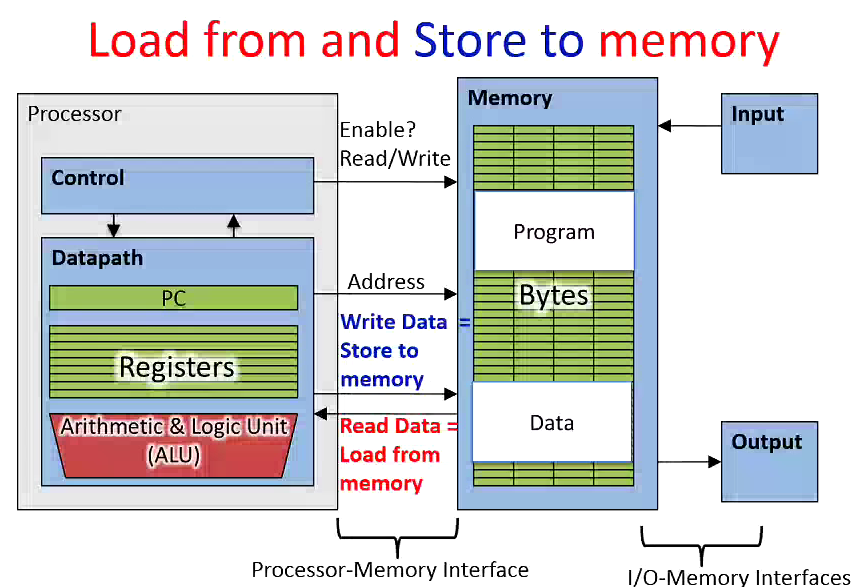 Load from and Store to memory
Processor
Control
Datapath
PC
Registers
Arithmetic & Logic Unit
(ALU)
Enable?
Read/Write
Address
Write Data =
Store to
memory
Read Data =
Load from
memory
Processor-Memory Interface
Memory
Program
Bytes
Data
Input
Output
I/O-Memory Interfaces